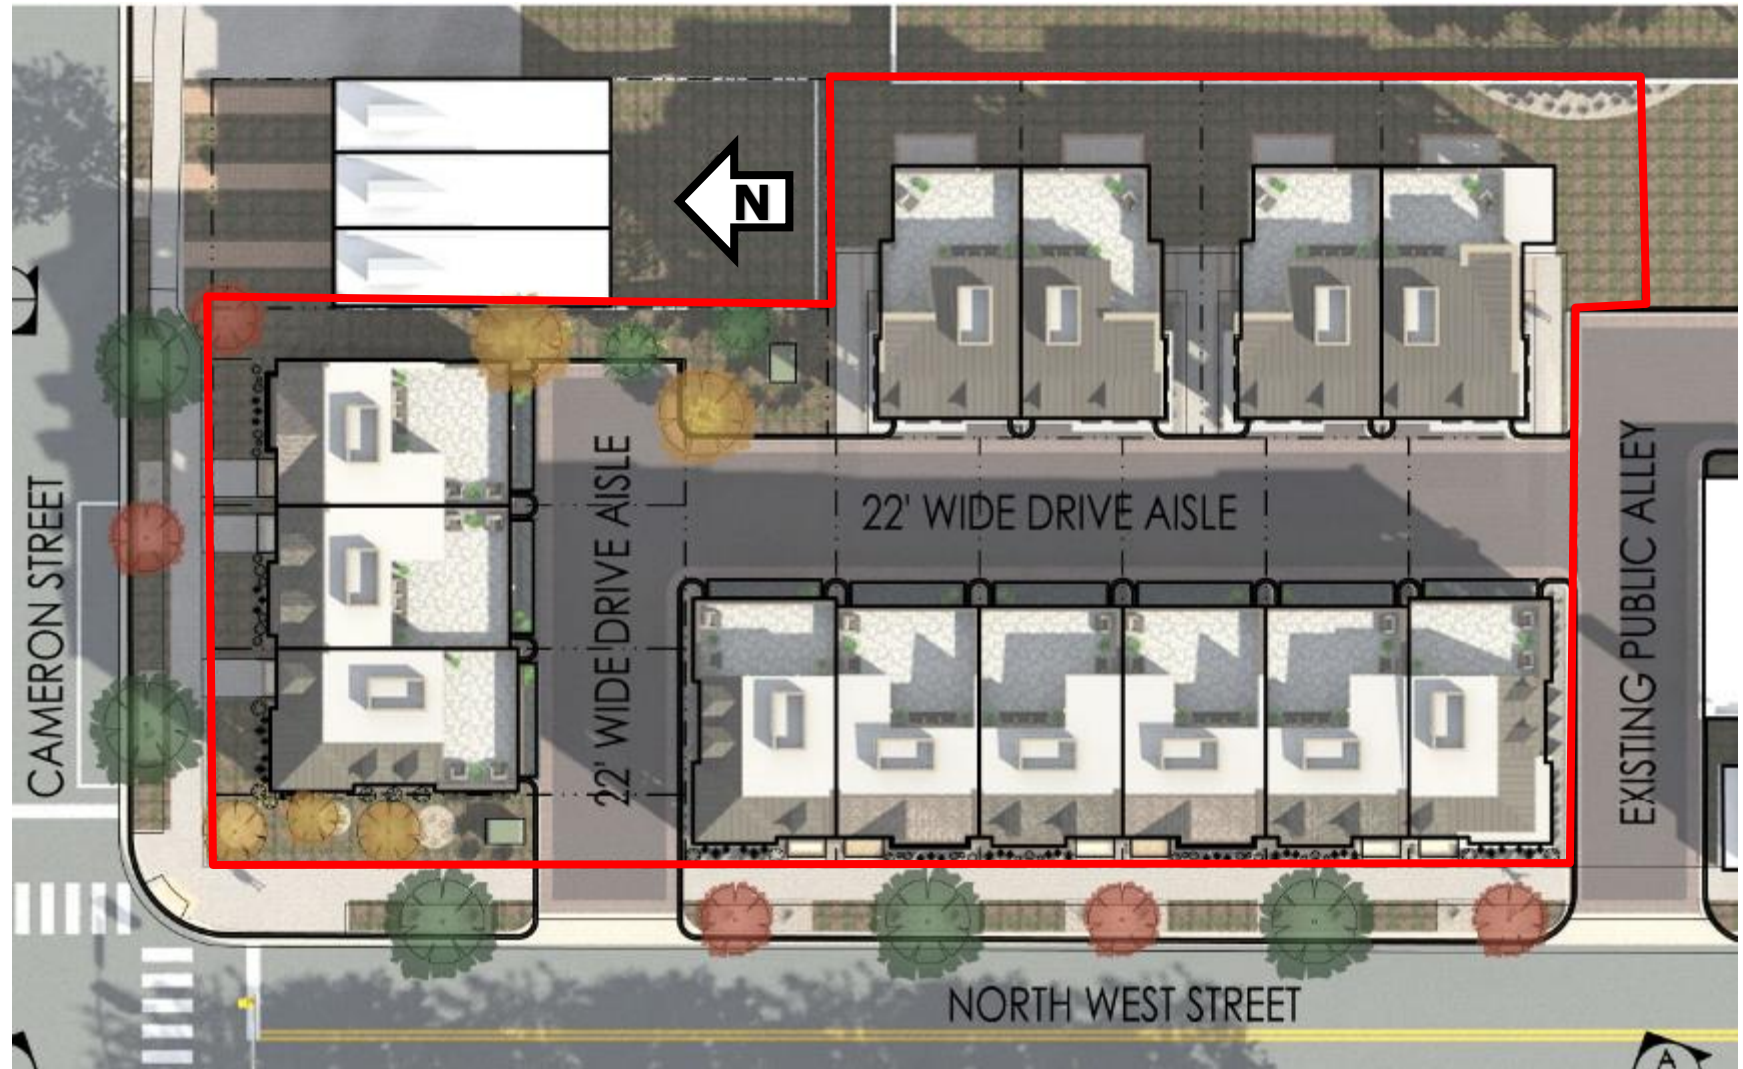 N
CAMERON STREET
22' WIDE DRIVE AISLE
22' WIDE DRIVE AISLE
EXISTING PUBLIC ALLEY
NORTH WEST STREET
A